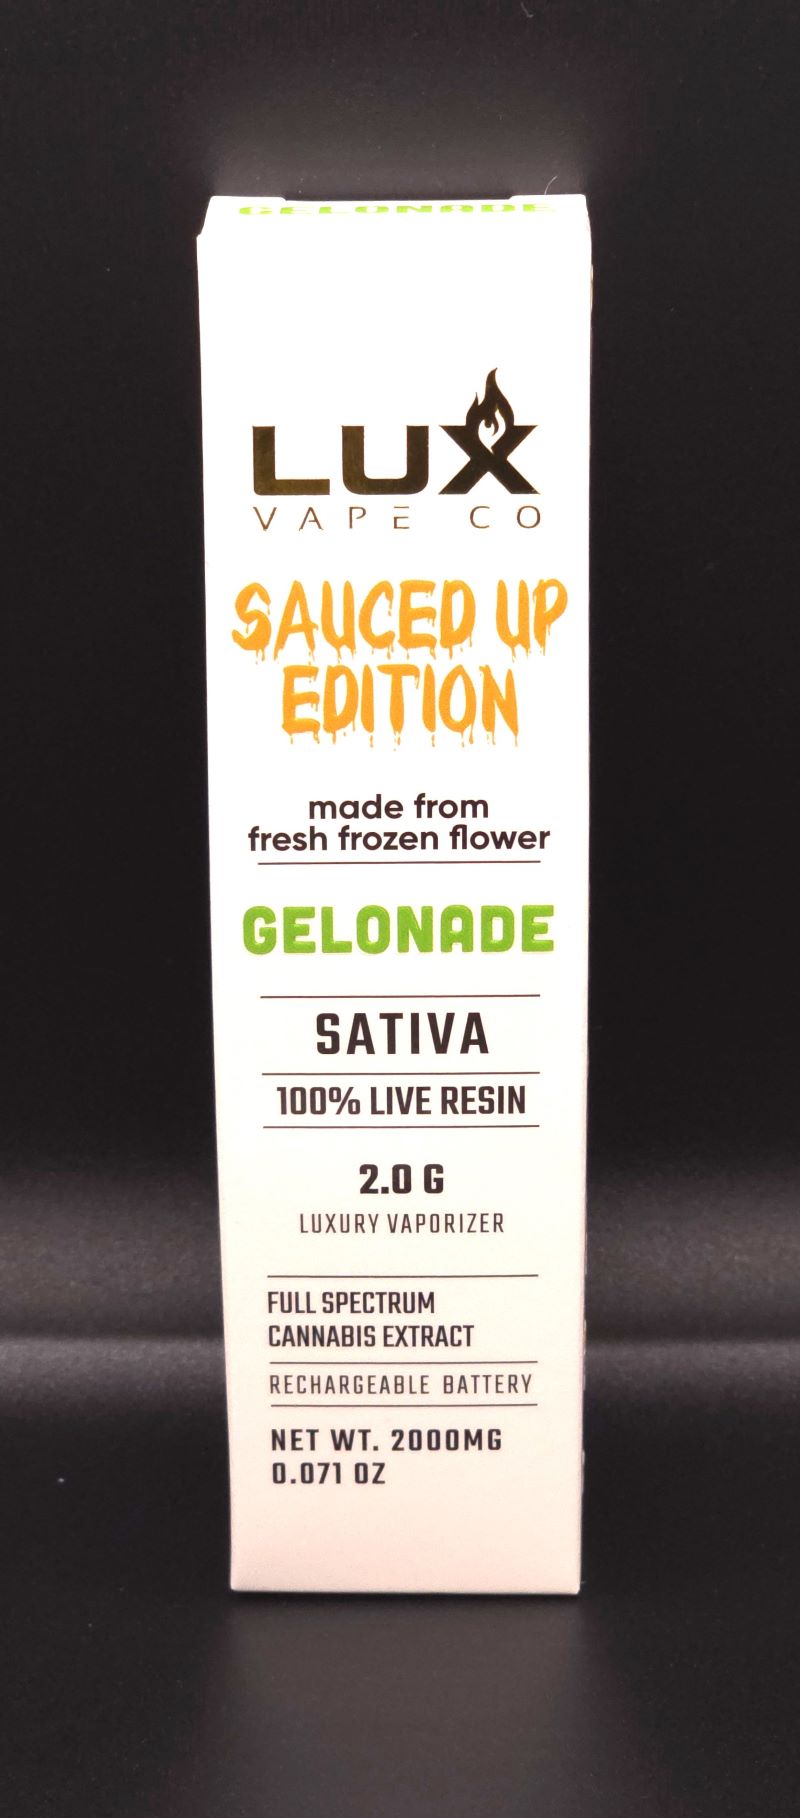 GELONADE
LUX
VAPE CO
SAUCED UP
EDITION
made from
fresh frozen flower
GELONADE
SATIVA
100% LIVE RESIN
2.0 G
LUXURY VAPORIZER
FULL SPECTRUM
CANNABIS EXTRACT
RECHARGEABLE BATTERY
NET WT. 2000MG
0.071 OZ